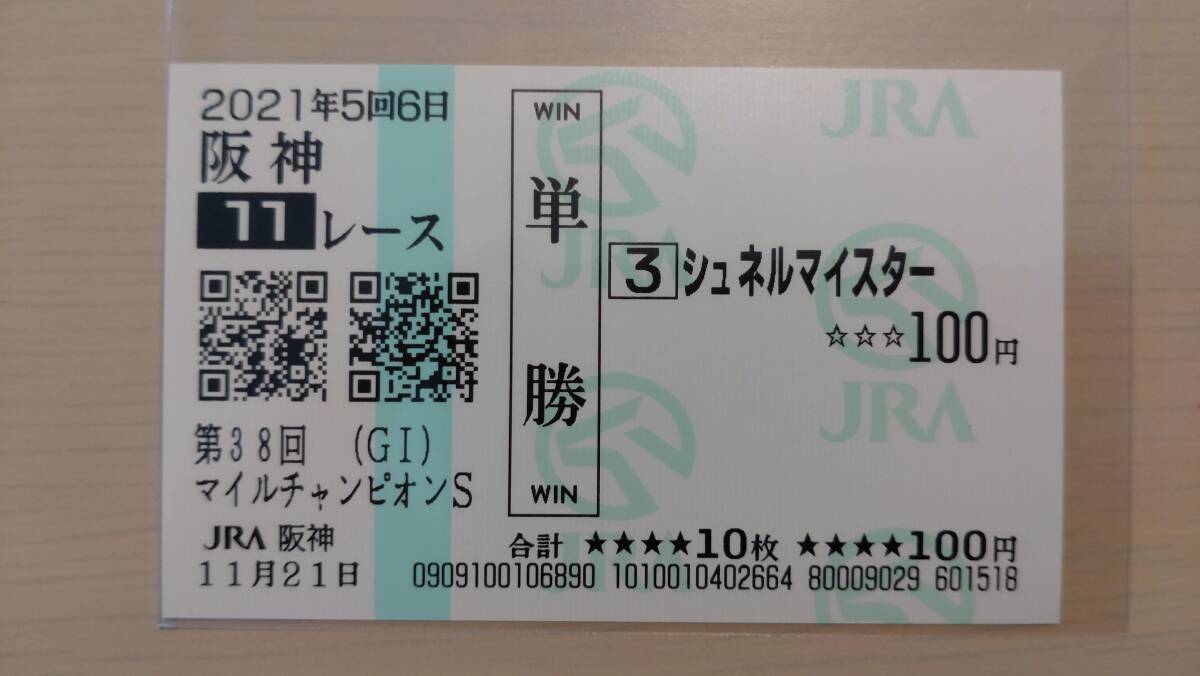 2021年5回6日
阪神
11レース
第38回 (GI)
マイルチャンピオンS
JRA 阪神
11月21日
WIN
単勝
WIN
3 シュネルマイスター
☆☆☆100円
合計 ★★★★10枚 ★★★★100円
0909100106890 1010010402664 80009029 601518
JRA
JRA
JRA
JRA